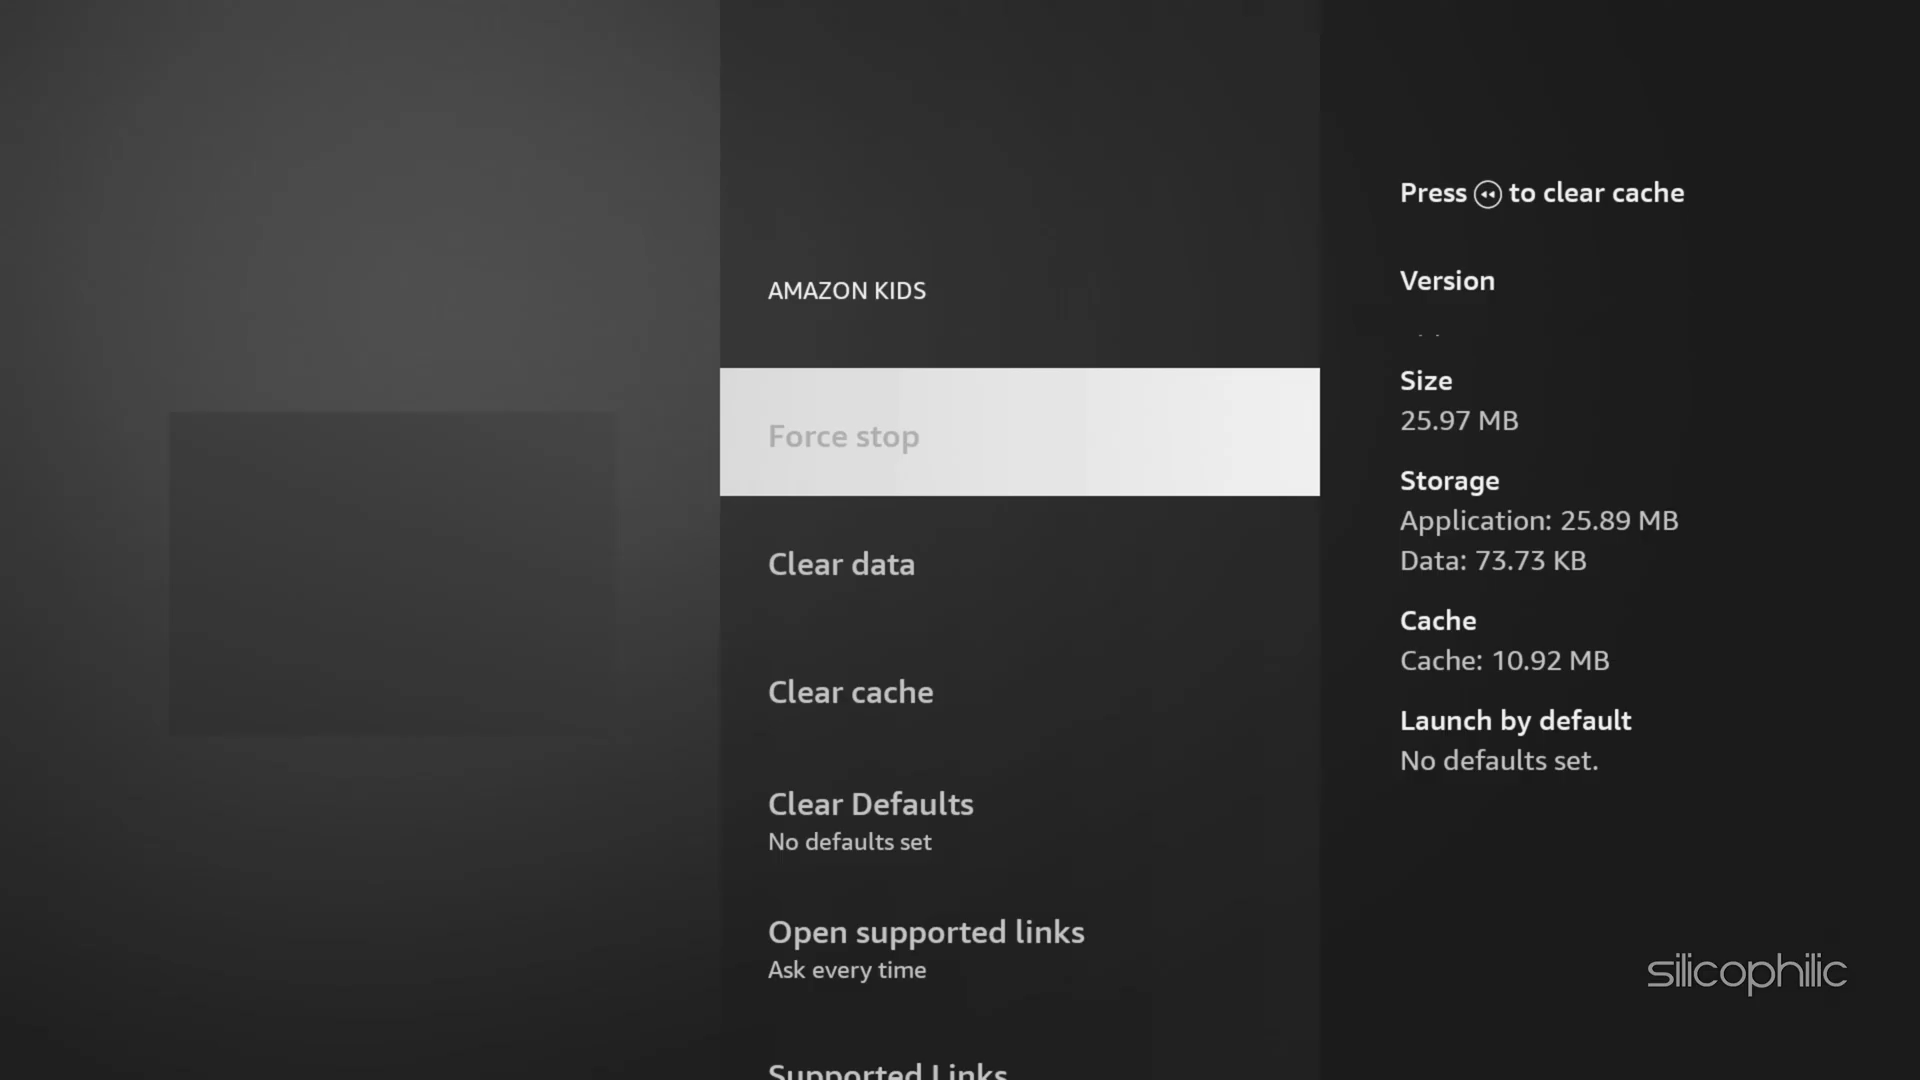 Press to clear cache
AMAZON KIDS
Version
Size
25.97 MB
Force stop
Storage
Application: 25.89 MB
Data: 73.73 KB
Clear data
Cache
Cache: 10.92 MB
Clear cache
Launch by default
No defaults set.
Clear Defaults
No defaults set
Open supported links
Ask every time
silicophilic
Supported Links